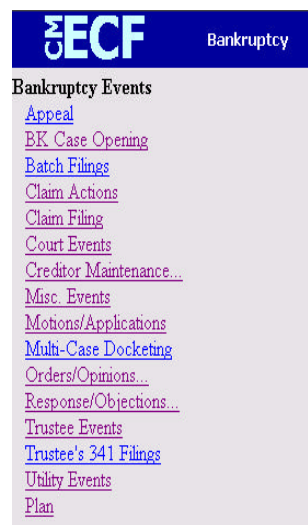 CM ECF Bankruptcy
Bankruptcy Events
Appeal
BK Case Opening
Batch Filings
Claim Actions
Claim Filing
Court Events
Creditor Maintenance...
Misc. Events
Motions/Applications
Multi-Case Docketing
Orders/Opinions...
Response/Objections...
Trustee Events
Trustee's 341 Filings
Utility Events
Plan